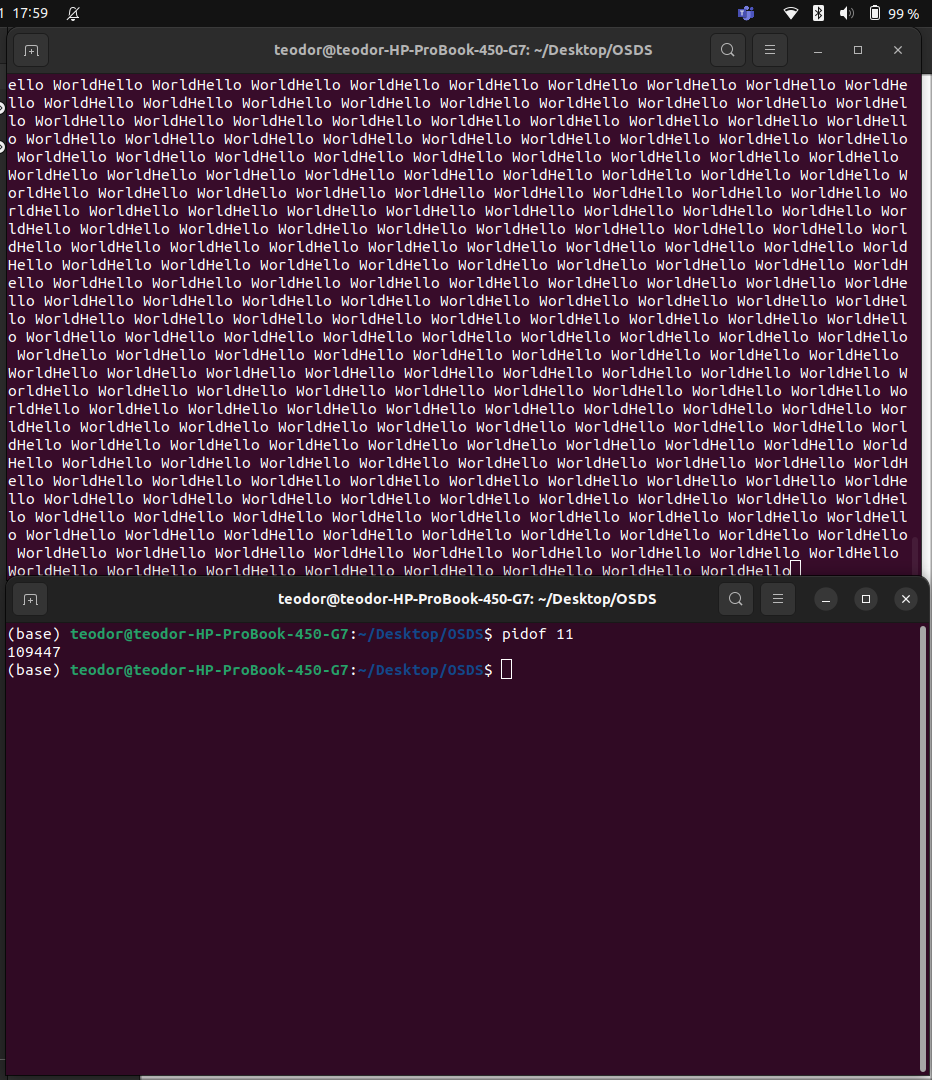 17:59
99 %
teodor@teodor-HP-ProBook-450-G7: ~/Desktop/OSDS
ello WorldHello WorldHello WorldHello WorldHello WorldHello WorldHello WorldHello WorldHello WorldHe
llo WorldHello WorldHello WorldHello WorldHello WorldHello WorldHello WorldHello WorldHello WorldHel
lo WorldHello WorldHello WorldHello WorldHello WorldHello WorldHello WorldHello WorldHello WorldHell
o WorldHello WorldHello WorldHello WorldHello WorldHello WorldHello WorldHello WorldHello WorldHello
 WorldHello WorldHello WorldHello WorldHello WorldHello WorldHello WorldHello WorldHello WorldHello
WorldHello WorldHello WorldHello WorldHello WorldHello WorldHello WorldHello WorldHello WorldHello W
orldHello WorldHello WorldHello WorldHello WorldHello WorldHello WorldHello WorldHello WorldHello Wo
rldHello WorldHello WorldHello WorldHello WorldHello WorldHello WorldHello WorldHello WorldHello Wor
ldHello WorldHello WorldHello WorldHello WorldHello WorldHello WorldHello WorldHello WorldHello Worl
dHello WorldHello WorldHello WorldHello WorldHello WorldHello WorldHello WorldHello WorldHello World
Hello WorldHello WorldHello WorldHello WorldHello WorldHello WorldHello WorldHello WorldHello WorldH
ello WorldHello WorldHello WorldHello WorldHello WorldHello WorldHello WorldHello WorldHello WorldHe
llo WorldHello WorldHello WorldHello WorldHello WorldHello WorldHello WorldHello WorldHello WorldHel
lo WorldHello WorldHello WorldHello WorldHello WorldHello WorldHello WorldHello WorldHello WorldHell
o WorldHello WorldHello WorldHello WorldHello WorldHello WorldHello WorldHello WorldHello WorldHello
 WorldHello WorldHello WorldHello WorldHello WorldHello WorldHello WorldHello WorldHello WorldHello
WorldHello WorldHello WorldHello WorldHello WorldHello WorldHello WorldHello WorldHello WorldHello W
orldHello WorldHello WorldHello WorldHello WorldHello WorldHello WorldHello WorldHello WorldHello Wo
rldHello WorldHello WorldHello WorldHello WorldHello WorldHello WorldHello WorldHello WorldHello Wor
ldHello WorldHello WorldHello WorldHello WorldHello WorldHello WorldHello WorldHello WorldHello Worl
dHello WorldHello WorldHello WorldHello WorldHello WorldHello WorldHello WorldHello WorldHello World
Hello WorldHello WorldHello WorldHello WorldHello WorldHello WorldHello WorldHello WorldHello WorldH
ello WorldHello WorldHello WorldHello WorldHello WorldHello WorldHello WorldHello WorldHello WorldHe
llo WorldHello WorldHello WorldHello WorldHello WorldHello WorldHello WorldHello WorldHello WorldHel
lo WorldHello WorldHello WorldHello WorldHello WorldHello WorldHello WorldHello WorldHello WorldHell
o WorldHello WorldHello WorldHello WorldHello WorldHello WorldHello WorldHello WorldHello WorldHello
 WorldHello WorldHello WorldHello WorldHello WorldHello WorldHello WorldHello WorldHello WorldHello
WorldHello WorldHello WorldHello WorldHello WorldHello WorldHello WorldHello WorldHello
teodor@teodor-HP-ProBook-450-G7: ~/Desktop/OSDS
(base) teodor@teodor-HP-ProBook-450-G7:~/Desktop/OSDS$ pidof 11
109447
(base) teodor@teodor-HP-ProBook-450-G7:~/Desktop/OSDS$